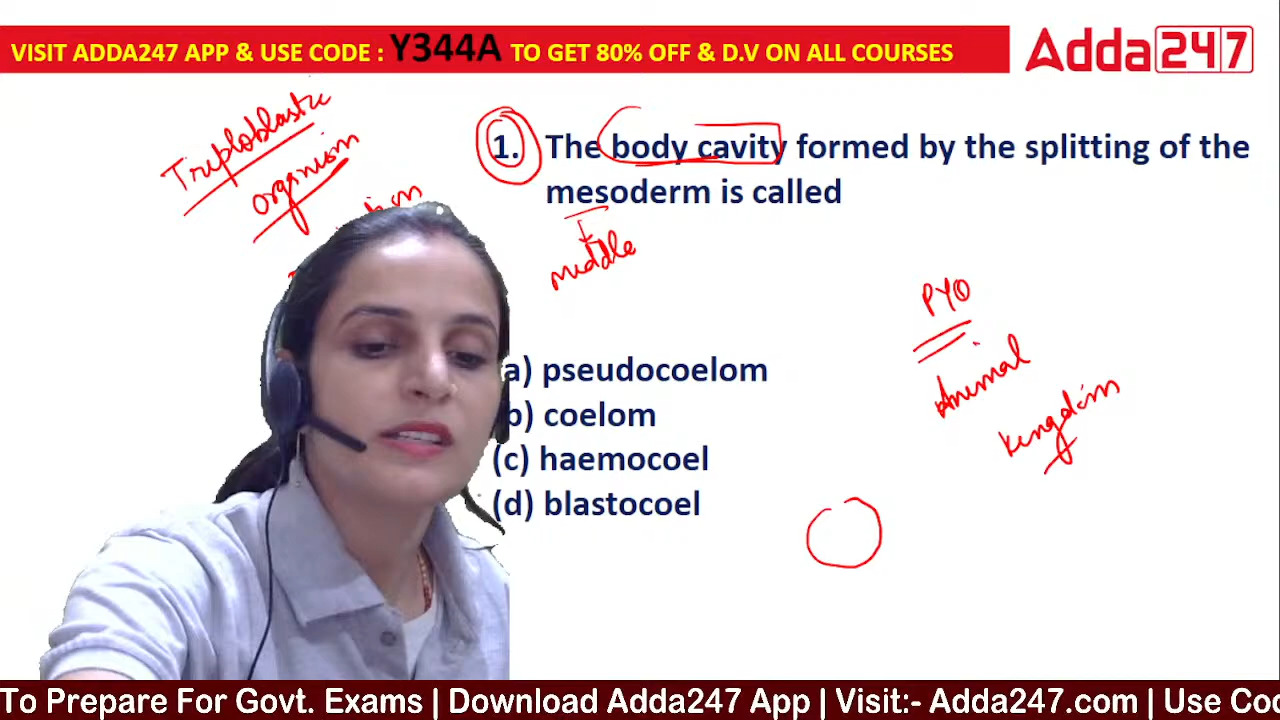 VISIT ADDA247 APP & USE CODE : Y344A TO GET 80% OFF & D.V ON ALL COURSES
Adda247
Triploblastic
organism
1. The body cavity formed by the splitting of the
mesoderm is called
middle
PYQ
Animal
kingdom
a) pseudocoelom
b) coelom
(c) haemocoel
(d) blastocoel
To Prepare For Govt. Exams | Download Adda247 App | Visit:- Adda247.com | Use Co